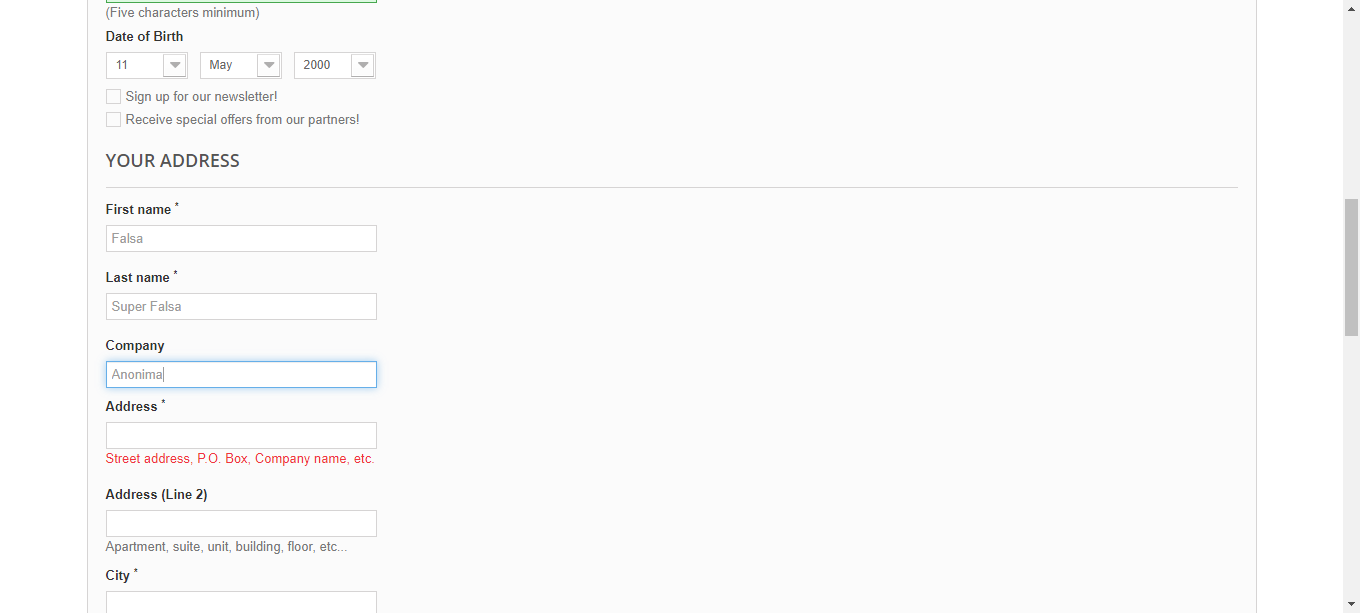 (Five characters minimum)
Date of Birth
11 May 2000
Sign up for our newsletter!
Receive special offers from our partners!
YOUR ADDRESS
First name *
Falsa
Last name *
Super Falsa
Company
Anonima
Address *
Street address, P.O. Box, Company name, etc.
Address (Line 2)
Apartment, suite, unit, building, floor, etc...
City *